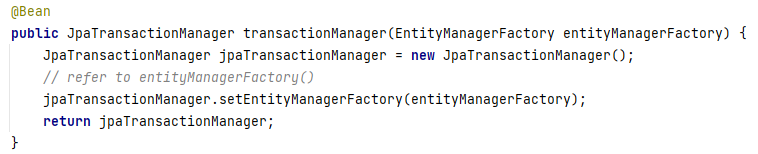 @Bean
public JpaTransactionManager transactionManager(EntityManagerFactory entityManagerFactory) {
    JpaTransactionManager jpaTransactionManager = new JpaTransactionManager();
    // refer to entityManagerFactory()
    jpaTransactionManager.setEntityManagerFactory(entityManagerFactory);
    return jpaTransactionManager;
}